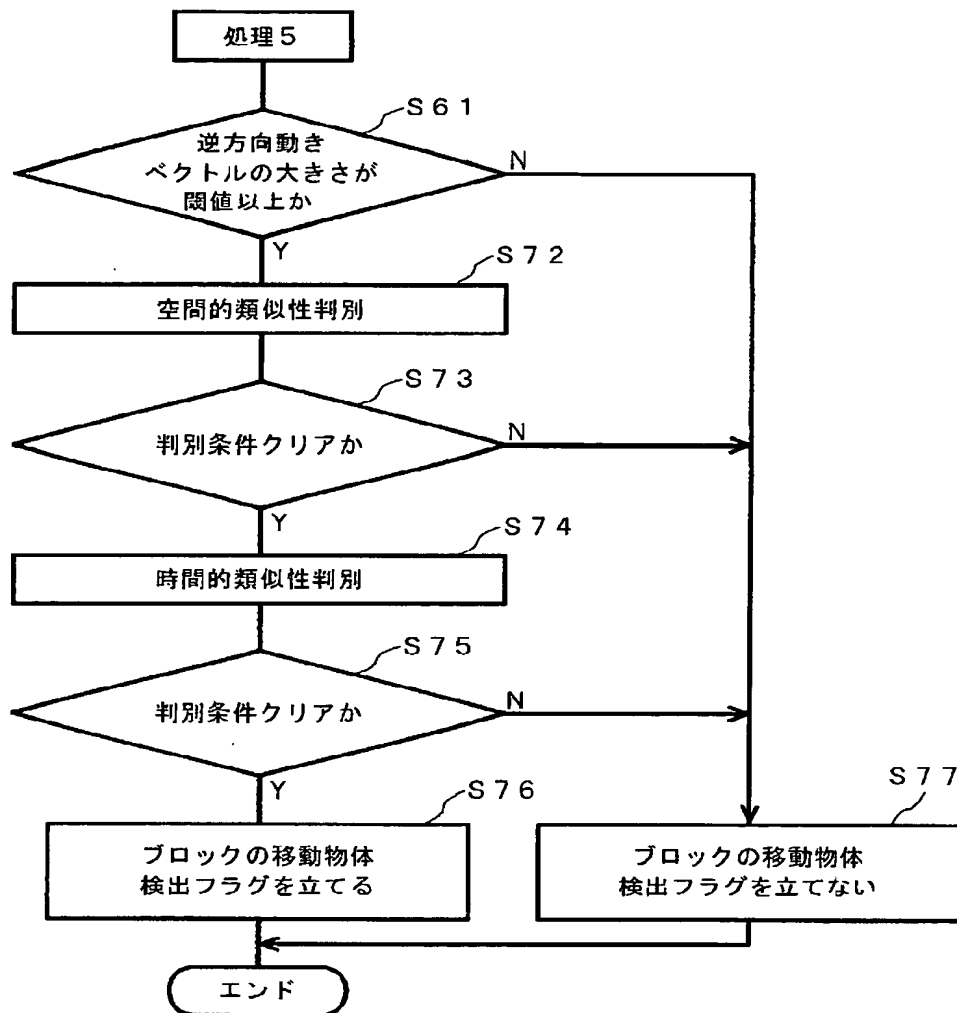 処理5
S61
逆方向動き
ベクトルの大きさが
閾値以上か
N
Y
S72
空間的類似性判別
S73
判別条件クリアか
N
Y
S74
時間的類似性判別
S75
判別条件クリアか
N
Y
S76
ブロックの移動物体
検出フラグを立てる
S77
ブロックの移動物体
検出フラグを立てない
エンド